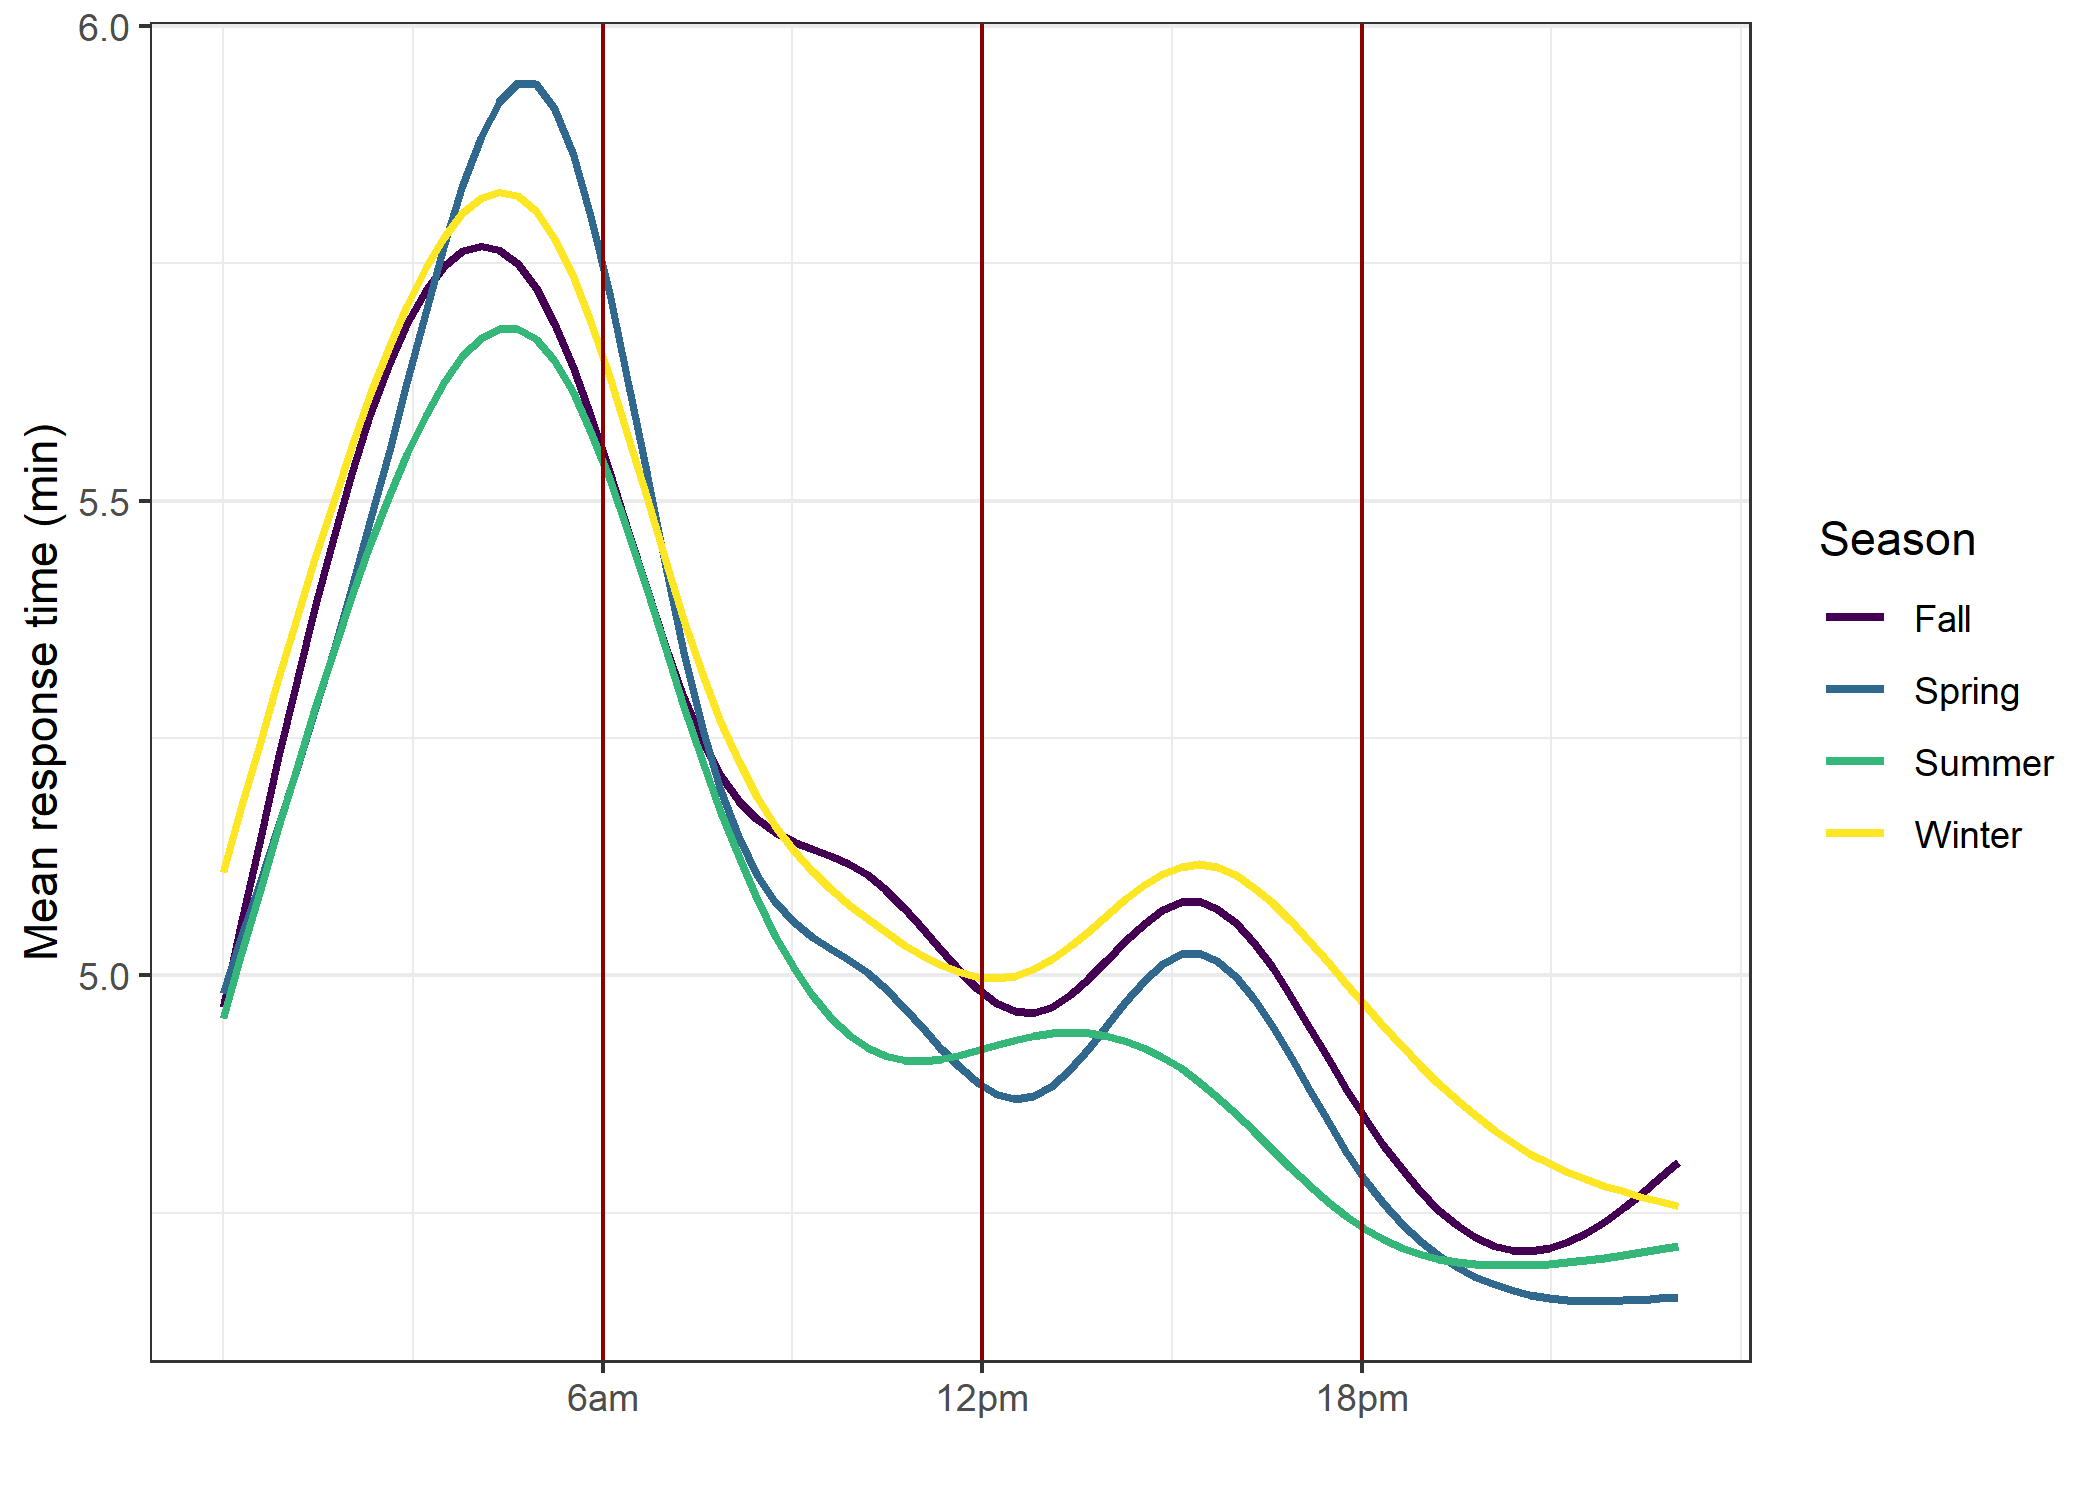 6.0
5.5
5.0
Mean response time (min)
6am
12pm
18pm
Season
Fall
Spring
Summer
Winter